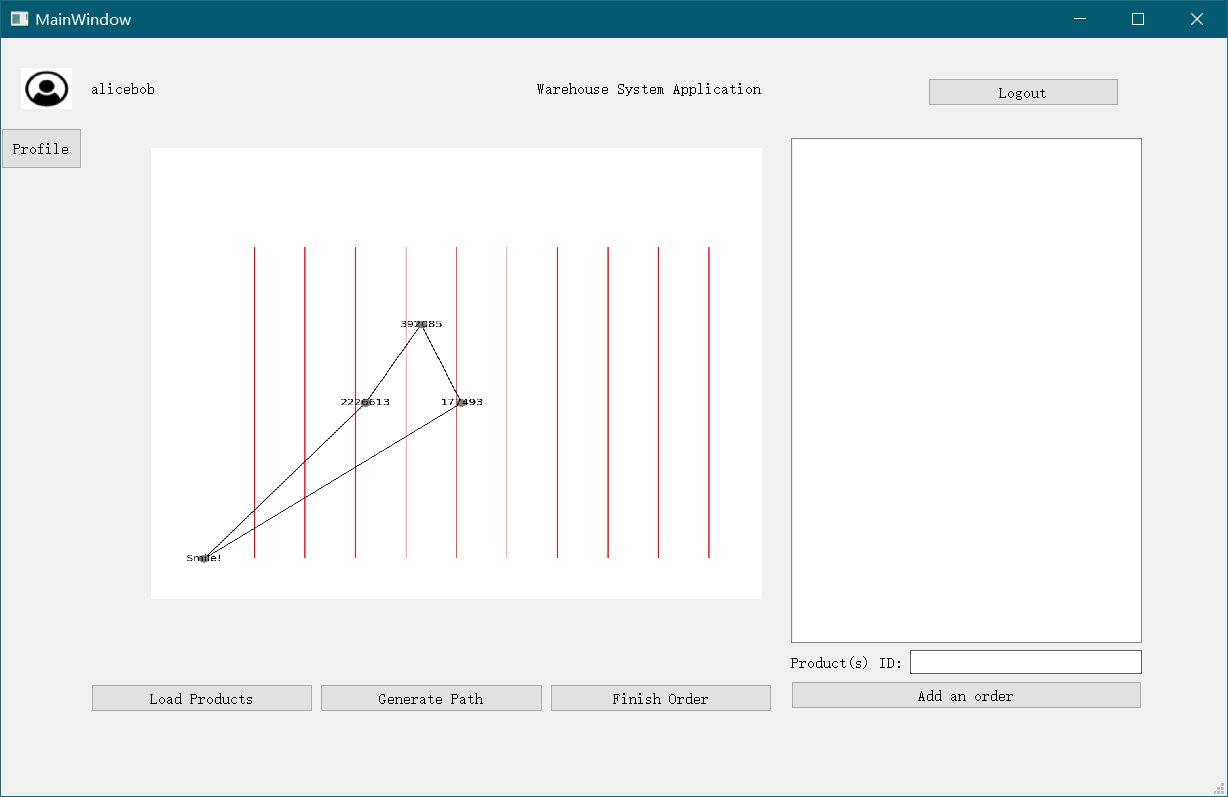 MainWindow
alicebob
Warehouse System Application
Logout
Profile
392085
2226613
177493
Smile!
Product(s) ID:
Load Products
Generate Path
Finish Order
Add an order